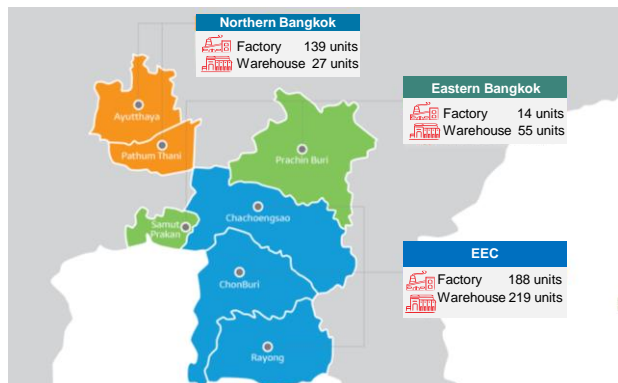 Northern Bangkok
Factory 139 units
Warehouse 27 units
Eastern Bangkok
Factory 14 units
Warehouse 55 units
Ayutthaya
Pathum Thani
Prachin Buri
Samut
Prakan
Chachoengsao
EEC
Factory 188 units
Warehouse 219 units
ChonBuri
Rayong